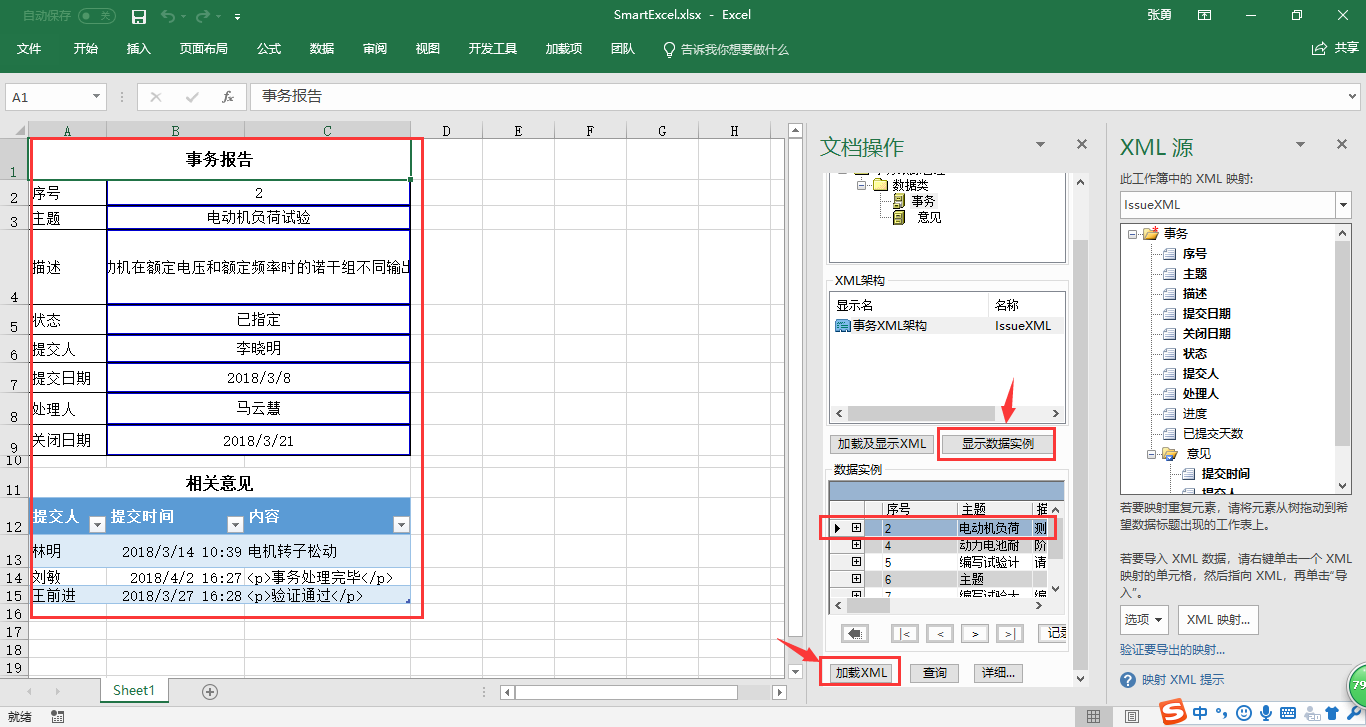 自动保存 关
SmartExcel.xlsx - Excel
张勇
文件 开始 插入 页面布局 公式 数据 审阅 视图 开发工具 加载项 团队 告诉我你想要做什么 共享
A1 fx 事务报告
A B C D E F G H
1 事务报告
2 序号 2
3 主题 电动机负荷试验
4 描述 动机在额定电压和额定频率时的诺干组不同输出
5 状态 已指定
6 提交人 李晓明
7 提交日期 2018/3/8
8 处理人 马云慧
9 关闭日期 2018/3/21
10
11 相关意见
12 提交人 提交时间 内容
13 林明 2018/3/14 10:39 电机转子松动
14 刘敏 2018/4/2 16:27 <p>事务处理完毕</p>
15 王前进 2018/3/27 16:28 <p>验证通过</p>
16
17
18
19
Sheet1
就绪
文档操作
数据类
事务
意见
XML架构
显示名 名称
事务XML架构 IssueXML
加载及显示XML 显示数据实例
数据实例
序号 主题 描
2 电动机负荷 测
4 动力电池耐 阶
5 编写试验计 请
6 主题
7 编写试验大 编
|< < > >| 记录
加载XML 查询 详细...
XML 源
此工作簿中的 XML 映射:
IssueXML
事务
序号
主题
描述
提交日期
关闭日期
状态
提交人
处理人
进度
已提交天数
意见
提交时间
提交人
若要映射重复元素，请将元素从树拖动到希
望数据标题出现的工作表上。
若要导入 XML 数据，请右键单击一个 XML
映射的单元格，然后指向 XML，再单击“导
入”。
选项 XML 映射...
验证要导出的映射...
映射 XML 提示
79
中